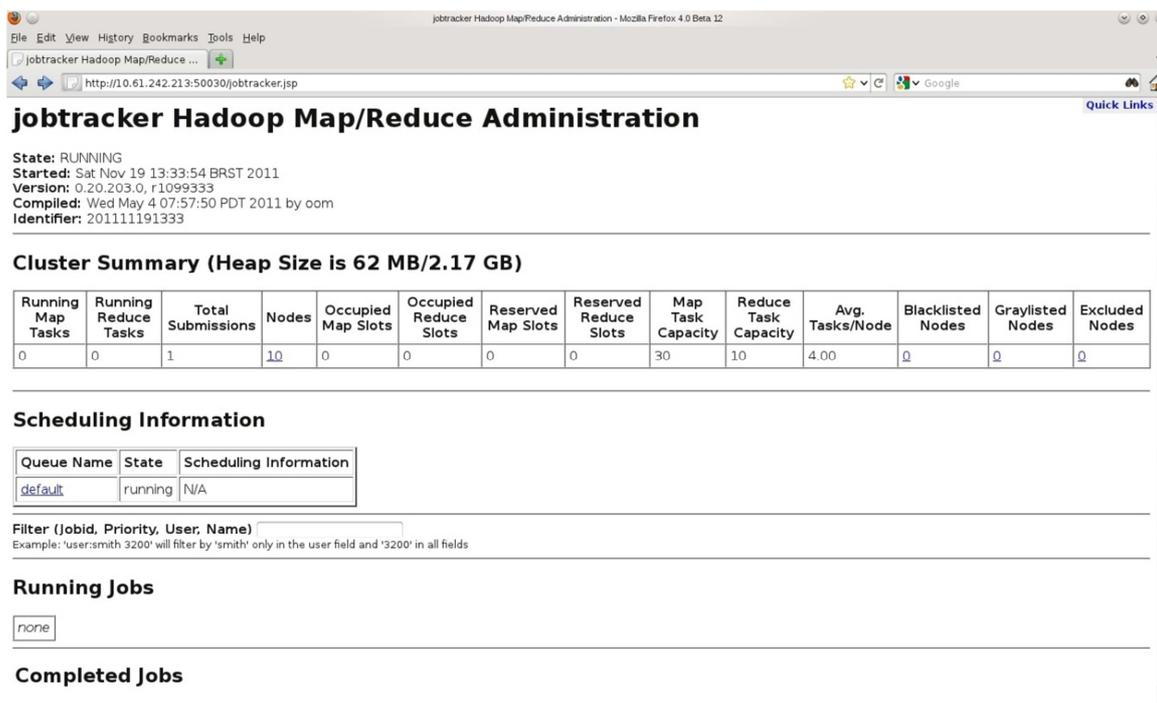 jobtracker Hadoop Map/Reduce Administration - Mozilla Firefox 4.0 Beta 12
File Edit View History Bookmarks Tools Help
jobtracker Hadoop Map/Reduce ...
http://10.61.242.213:50030/jobtracker.jsp
Google
Quick Links
jobtracker Hadoop Map/Reduce Administration
State: RUNNING
Started: Sat Nov 19 13:33:54 BRST 2011
Version: 0.20.203.0, r1099333
Compiled: Wed May 4 07:57:50 PDT 2011 by oom
Identifier: 201111191333
Cluster Summary (Heap Size is 62 MB/2.17 GB)
Running Map Tasks Running Reduce Tasks Total Submissions Nodes Occupied Map Slots Occupied Reduce Slots Reserved Map Slots Reserved Reduce Slots Map Task Capacity Reduce Task Capacity Avg. Tasks/Node Blacklisted Nodes Graylisted Nodes Excluded Nodes
0 0 1 10 0 0 0 0 30 10 4.00 0 0 0
Scheduling Information
Queue Name State Scheduling Information
default running N/A
Filter (Jobid, Priority, User, Name)
Example: 'user:smith 3200' will filter by 'smith' only in the user field and '3200' in all fields
Running Jobs
none
Completed Jobs